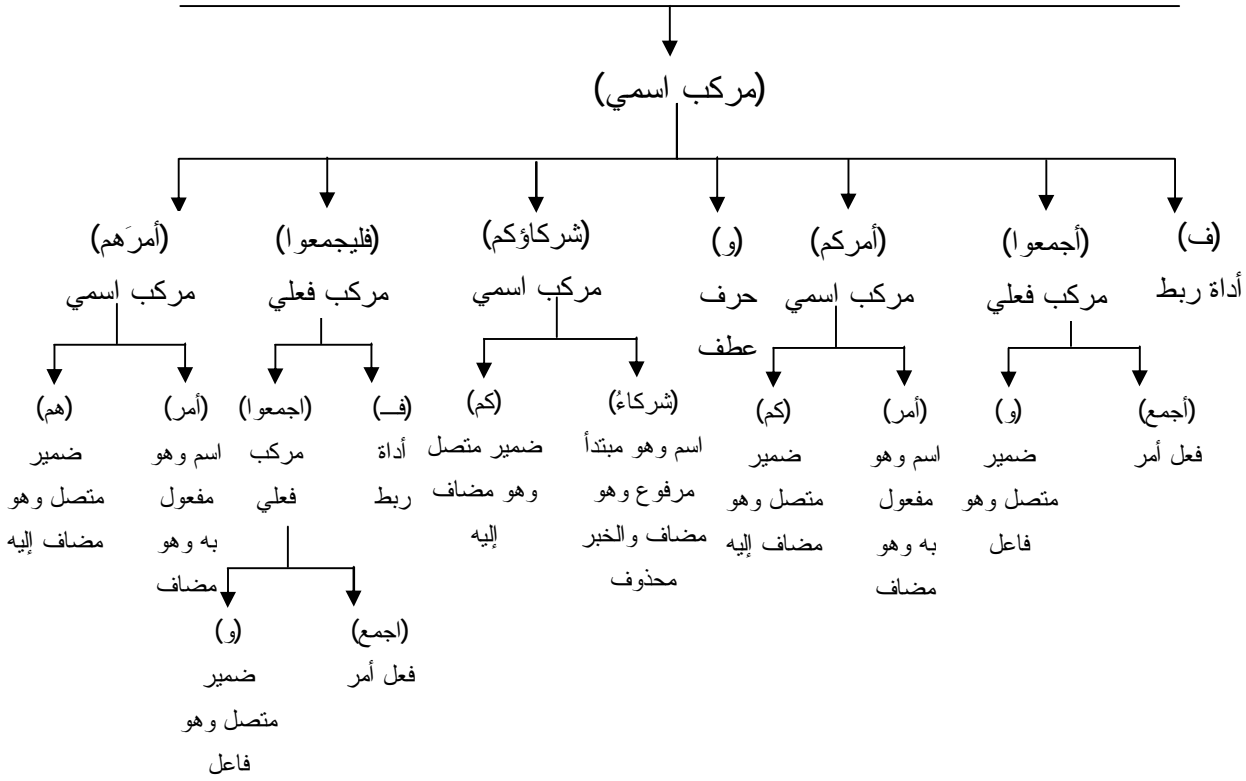 (مركب اسمي)
(ف) (أجمعوا) (أمركم) (و) (شركاؤكم) (فليجمعوا) (أمرَهم)
أداة ربط مركب فعلي مركب اسمي حرف مركب اسمي مركب فعلي مركب اسمي
عطف
(أجمع) (و) (أمر) (كم) (شركاءُ) (كم) (فـ) (اجمعوا) (أمر) (هم)
فعل أمر ضمير اسم وهو ضمير اسم وهو مبتدأ ضمير متصل أداة مركب اسم وهو ضمير
متصل وهو مفعول متصل وهو مرفوع وهو وهو مضاف ربط فعلي مفعول متصل وهو
فاعل به وهو مضاف إليه مضاف والخبر إليه به وهو مضاف إليه
مضاف محذوف مضاف
(اجمع) (و)
فعل أمر ضمير
متصل وهو
فاعل